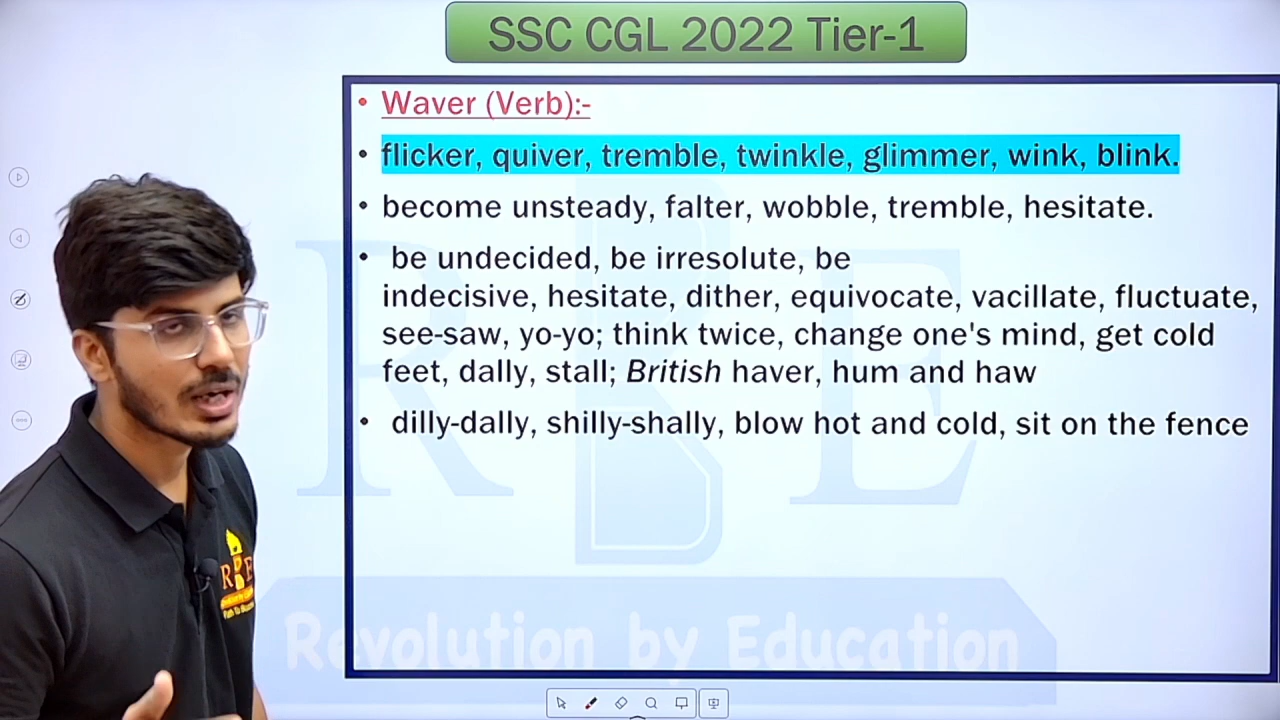 SSC CGL 2022 Tier-1
• Waver (Verb):-
• flicker, quiver, tremble, twinkle, glimmer, wink, blink.
• become unsteady, falter, wobble, tremble, hesitate.
• be undecided, be irresolute, be
indecisive, hesitate, dither, equivocate, vacillate, fluctuate,
see-saw, yo-yo; think twice, change one's mind, get cold
feet, dally, stall; British haver, hum and haw
• dilly-dally, shilly-shally, blow hot and cold, sit on the fence
RBE
Revolution by Education
RBE